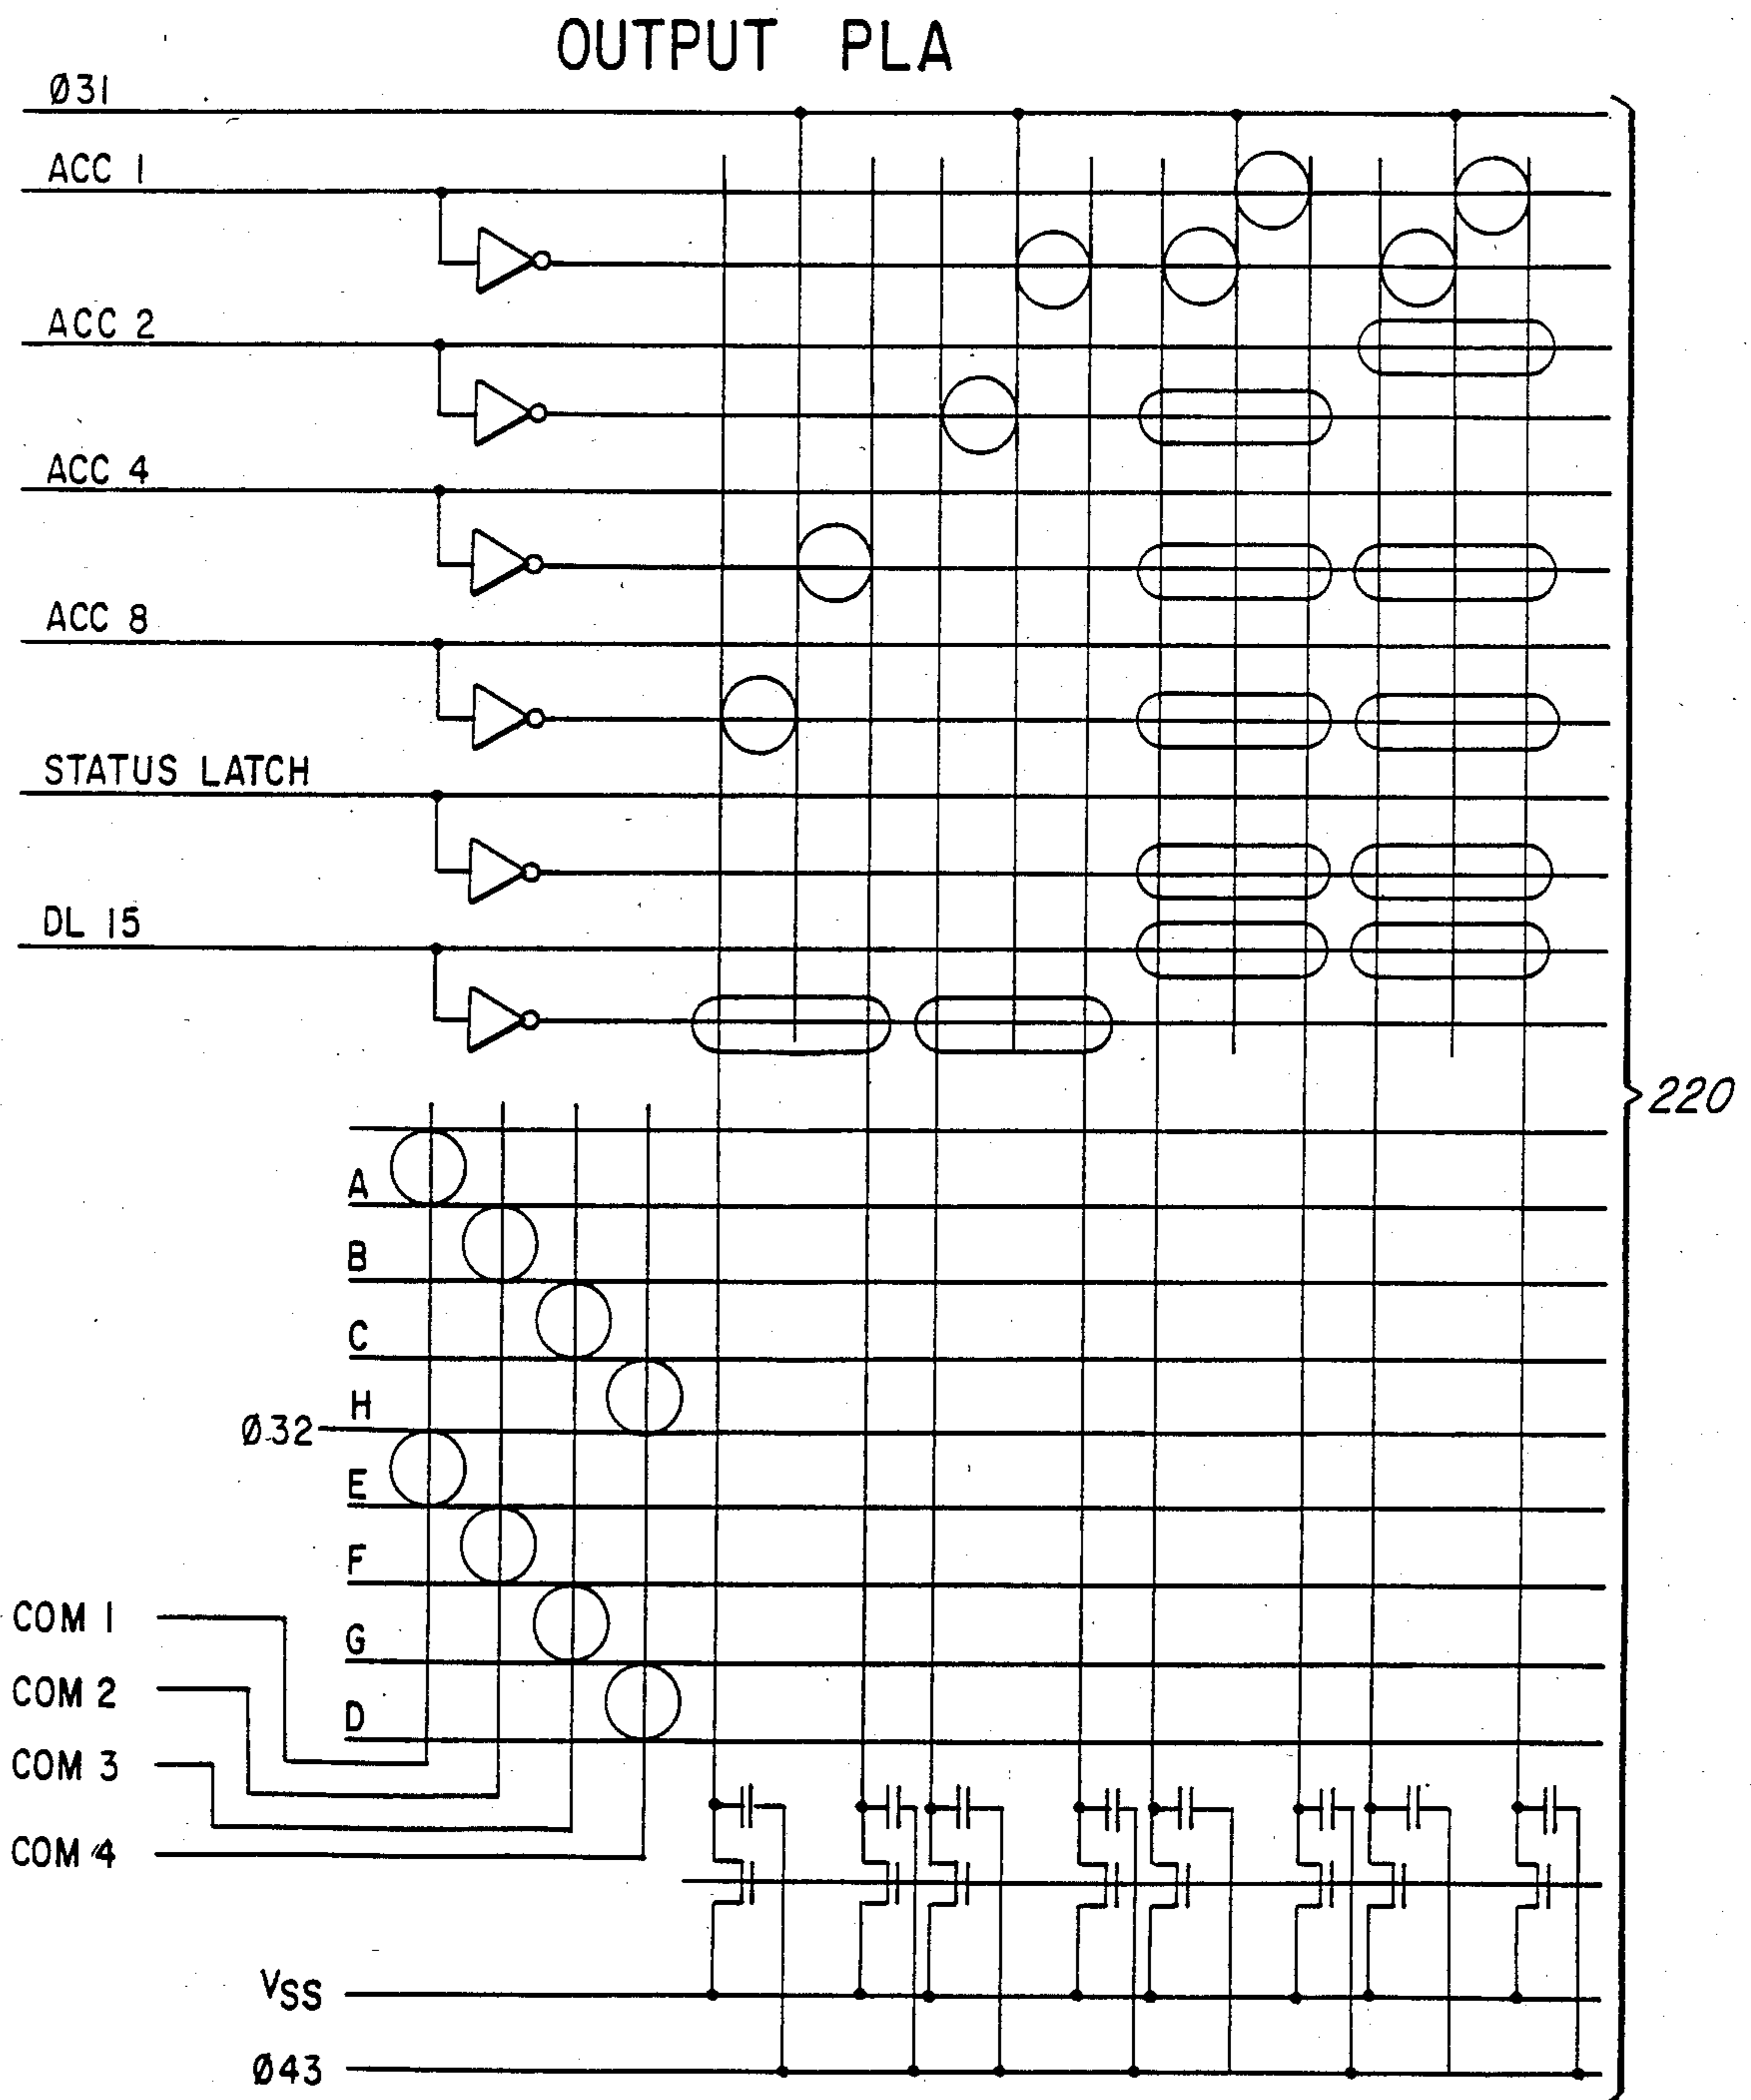 OUTPUT PLA
Ø31
ACC 1
ACC 2
ACC 4
ACC 8
STATUS LATCH
DL 15
220
A
B
C
H
Ø32
E
F
G
D
COM 1
COM 2
COM 3
COM 4
VSS
Ø43